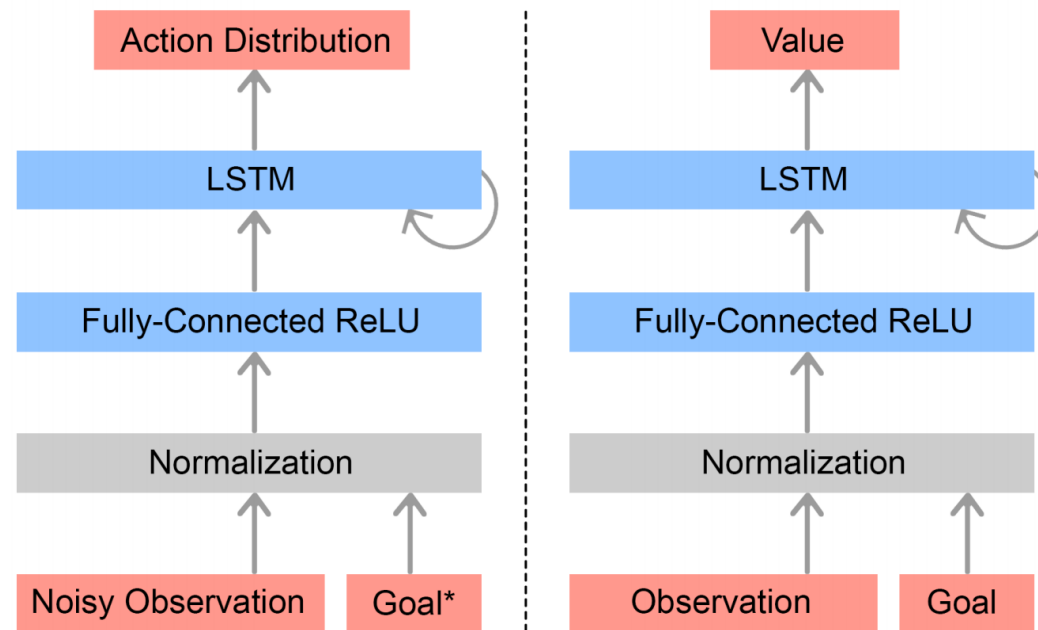 Action Distribution
LSTM
Fully-Connected ReLU
Normalization
Noisy Observation
Goal*
Value
LSTM
Fully-Connected ReLU
Normalization
Observation
Goal